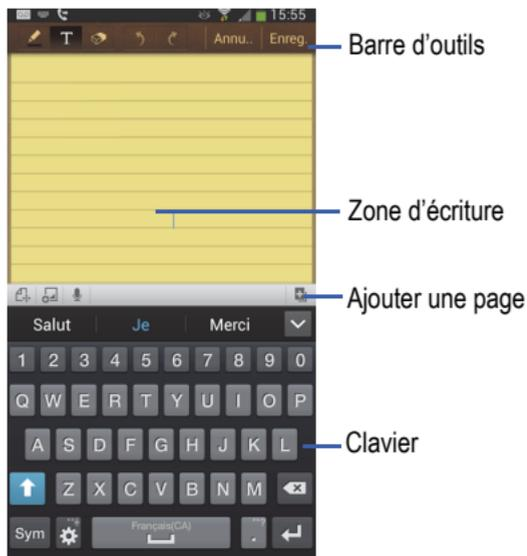 15:55
T Annu.. Enreg.
Barre d'outils
Zone d'écriture
Ajouter une page
Salut Je Merci
1 2 3 4 5 6 7 8 9 0
Q W E R T Y U I O P
A S D F G H J K L
Clavier
Z X C V B N M
Sym Français(CA) .